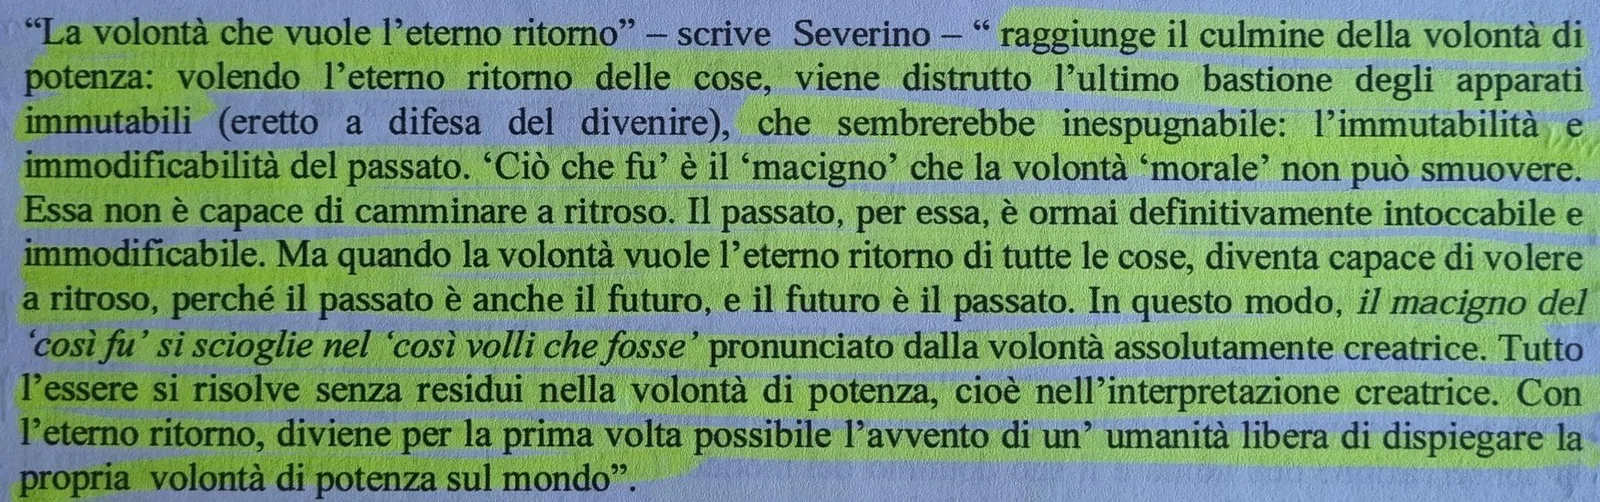 “La volontà che vuole l’eterno ritorno” – scrive Severino – “ raggiunge il culmine della volontà di
potenza: volendo l’eterno ritorno delle cose, viene distrutto l’ultimo bastione degli apparati
immutabili (eretto a difesa del divenire), che sembrerebbe inespugnabile: l’immutabilità e
immodificabilità del passato. ‘Ciò che fu’ è il ‘macigno’ che la volontà ‘morale’ non può smuovere.
Essa non è capace di camminare a ritroso. Il passato, per essa, è ormai definitivamente intoccabile e
immodificabile. Ma quando la volontà vuole l’eterno ritorno di tutte le cose, diventa capace di volere
a ritroso, perché il passato è anche il futuro, e il futuro è il passato. In questo modo, il macigno del
‘così fu’ si scioglie nel ‘così volli che fosse’ pronunciato dalla volontà assolutamente creatrice. Tutto
l’essere si risolve senza residui nella volontà di potenza, cioè nell’interpretazione creatrice. Con
l’eterno ritorno, diviene per la prima volta possibile l’avvento di un’ umanità libera di dispiegare la
propria volontà di potenza sul mondo”.